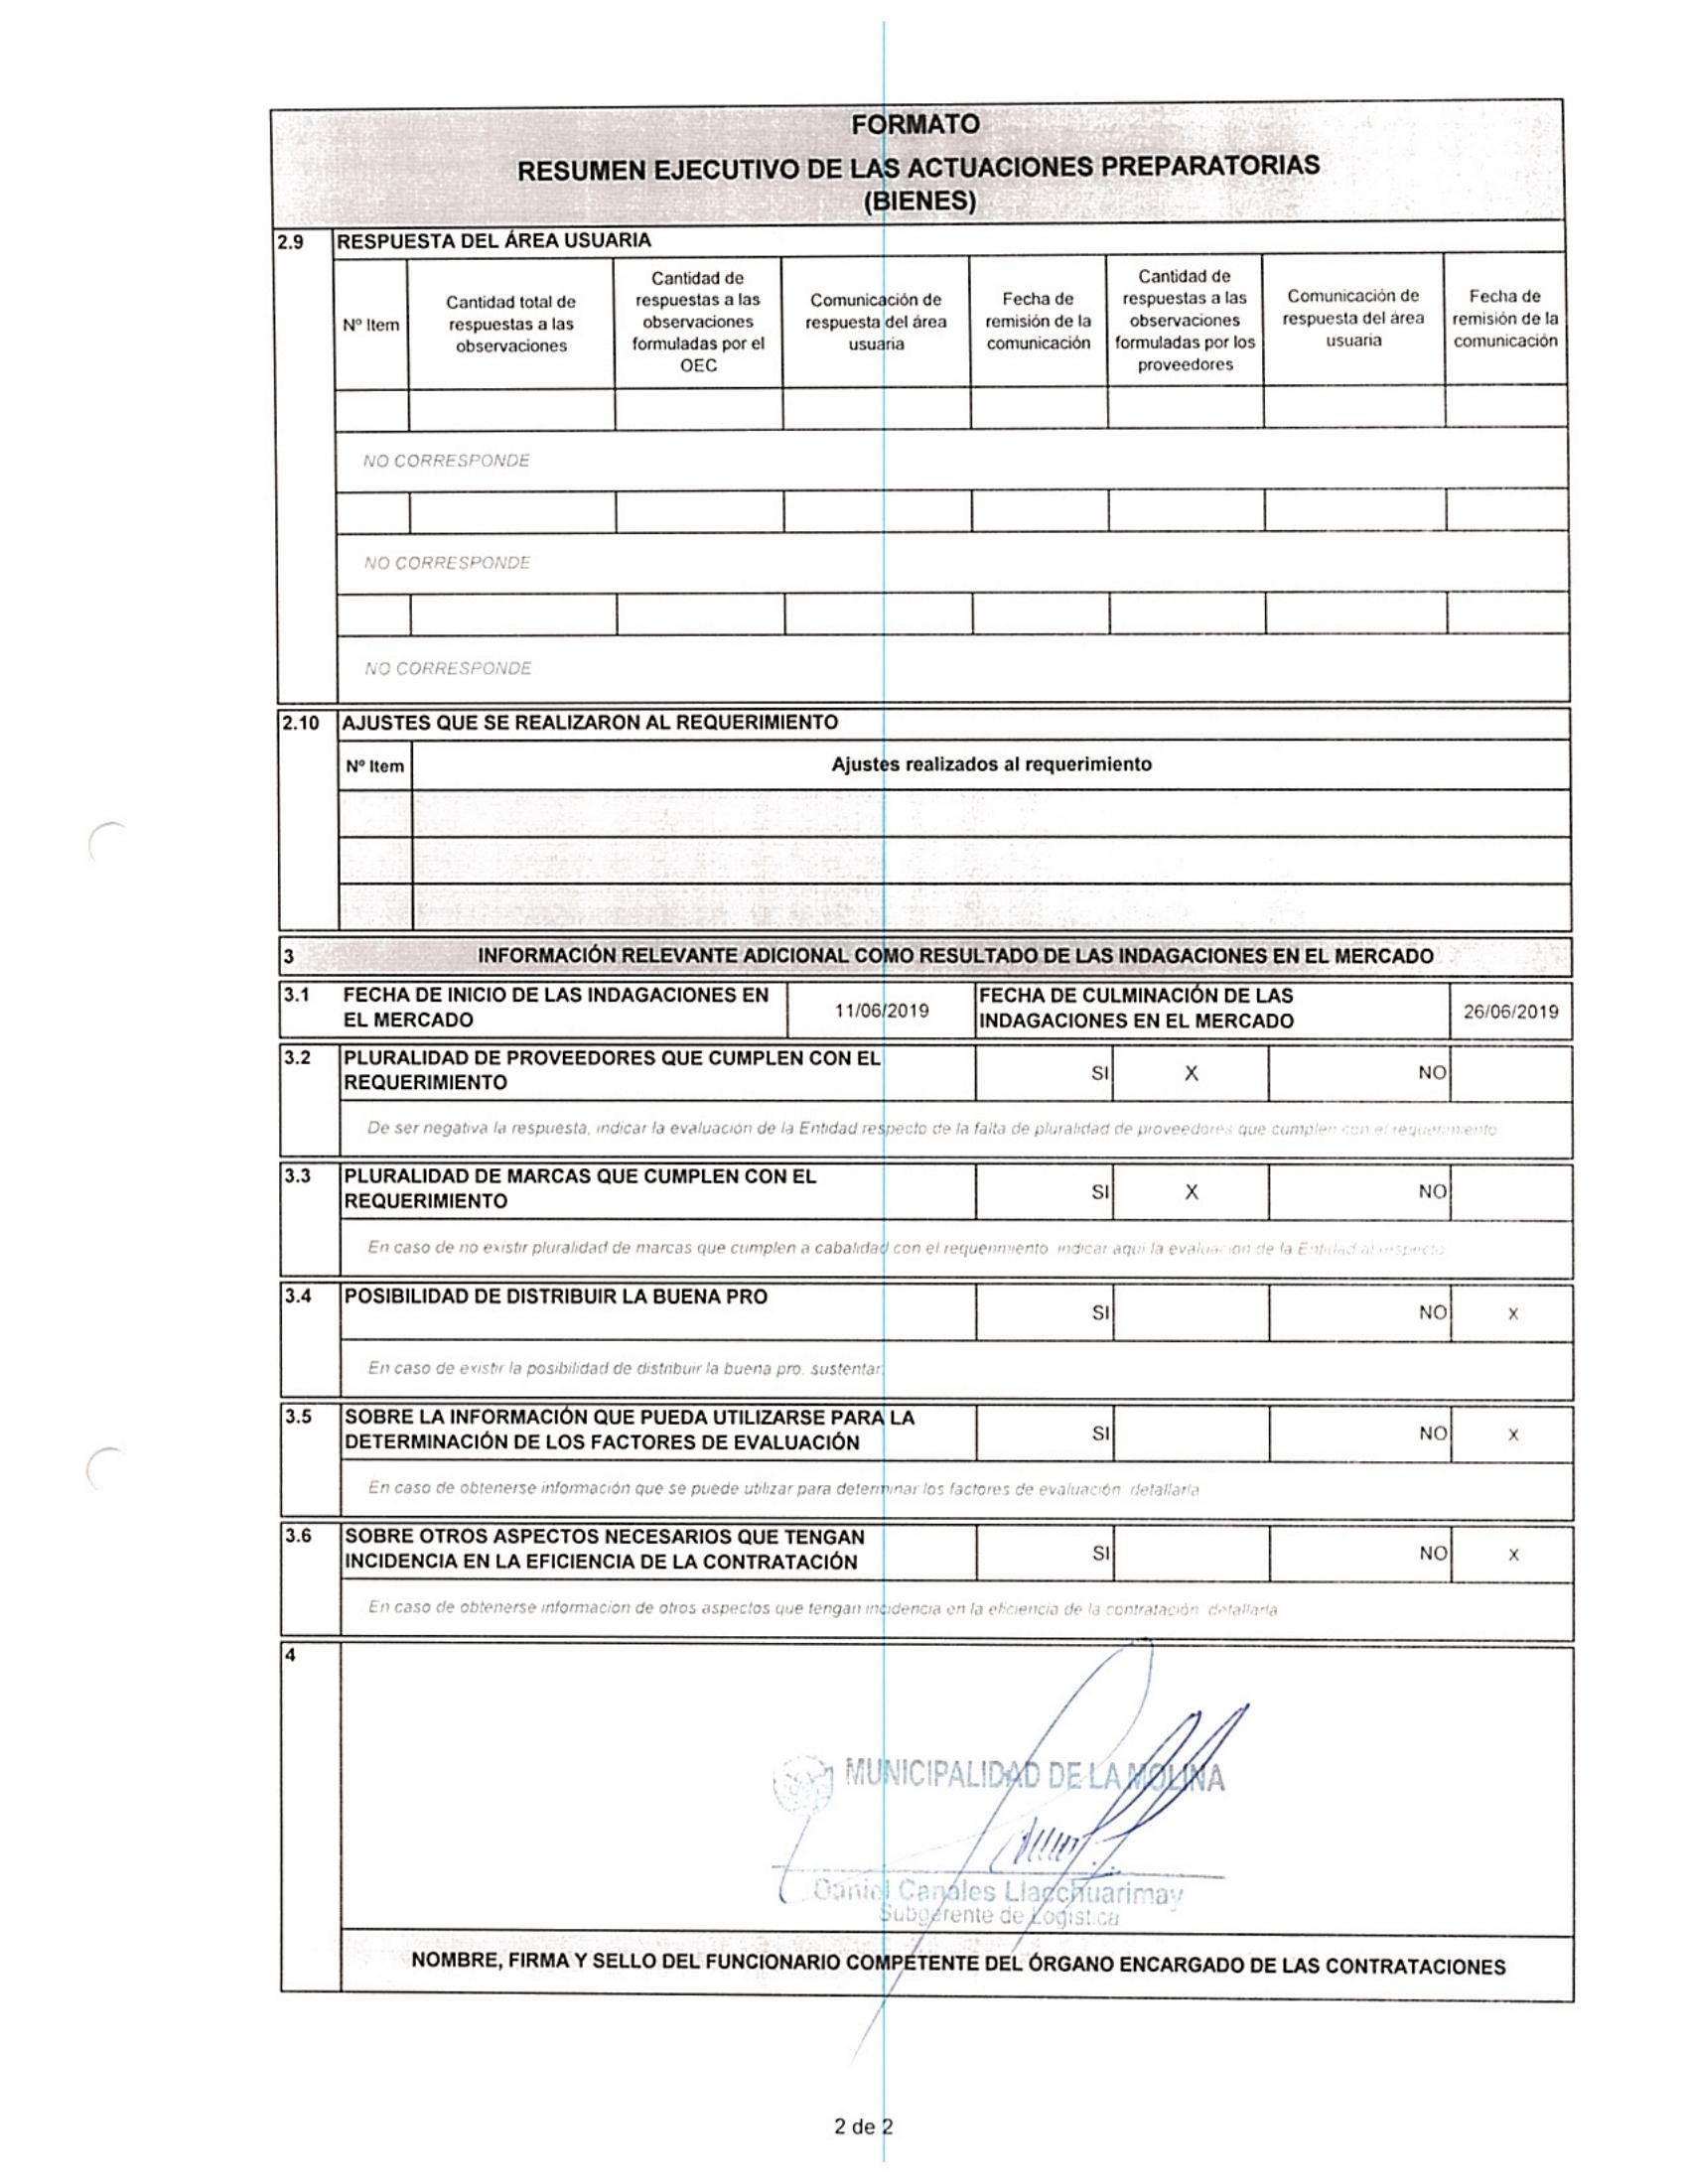 FORMATO
RESUMEN EJECUTIVO DE LAS ACTUACIONES PREPARATORIAS
(BIENES)
2.9 RESPUESTA DEL ÁREA USUARIA
Nº Item
Cantidad total de
respuestas a las
observaciones
Cantidad de
respuestas a las
observaciones
formuladas por el
OEC
Comunicación de
respuesta del área
usuaria
Fecha de
remisión de la
comunicación
Cantidad de
respuestas a las
observaciones
formuladas por los
proveedores
Comunicación de
respuesta del área
usuaria
Fecha de
remisión de la
comunicación
NO CORRESPONDE
NO CORRESPONDE
NO CORRESPONDE
2.10 AJUSTES QUE SE REALIZARON AL REQUERIMIENTO
Nº Item Ajustes realizados al requerimiento
3 INFORMACIÓN RELEVANTE ADICIONAL COMO RESULTADO DE LAS INDAGACIONES EN EL MERCADO
3.1 FECHA DE INICIO DE LAS INDAGACIONES EN
EL MERCADO
11/06/2019
FECHA DE CULMINACIÓN DE LAS
INDAGACIONES EN EL MERCADO
26/06/2019
3.2 PLURALIDAD DE PROVEEDORES QUE CUMPLEN CON EL
REQUERIMIENTO
SI X NO
De ser negativa la respuesta, indicar la evaluación de la Entidad respecto de la falta de pluralidad de proveedores que cumplen con el requerimiento
3.3 PLURALIDAD DE MARCAS QUE CUMPLEN CON EL
REQUERIMIENTO
SI X NO
En caso de no existir pluralidad de marcas que cumplen a cabalidad con el requerimiento indicar aquí la evaluación de la Entidad al respecto
3.4 POSIBILIDAD DE DISTRIBUIR LA BUENA PRO
SI NO X
En caso de existir la posibilidad de distribuir la buena pro, sustentar.
3.5 SOBRE LA INFORMACIÓN QUE PUEDA UTILIZARSE PARA LA
DETERMINACIÓN DE LOS FACTORES DE EVALUACIÓN
SI NO X
En caso de obtenerse información que se puede utilizar para determinar los factores de evaluación detallarla
3.6 SOBRE OTROS ASPECTOS NECESARIOS QUE TENGAN
INCIDENCIA EN LA EFICIENCIA DE LA CONTRATACIÓN
SI NO X
En caso de obtenerse informacion de otros aspectos que tengan incidencia en la eficiencia de la contratación detallarla
4
MUNICIPALIDAD DE LA MOLINA
Daniel Canales Llacchuarimay
Subgerente de Logística
NOMBRE, FIRMA Y SELLO DEL FUNCIONARIO COMPETENTE DEL ÓRGANO ENCARGADO DE LAS CONTRATACIONES
2 de 2